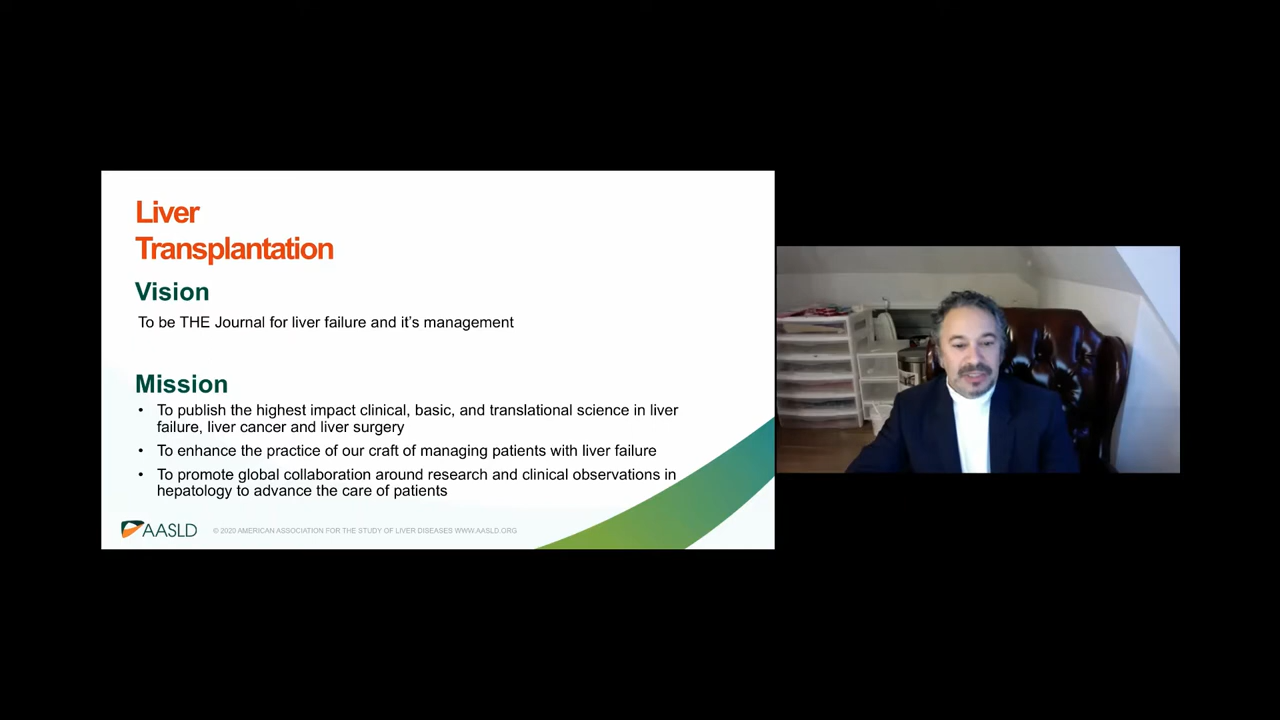 Liver
Transplantation
Vision
To be THE Journal for liver failure and it’s management
Mission
• To publish the highest impact clinical, basic, and translational science in liver
failure, liver cancer and liver surgery
• To enhance the practice of our craft of managing patients with liver failure
• To promote global collaboration around research and clinical observations in
hepatology to advance the care of patients
AASLD
© 2020 AMERICAN ASSOCIATION FOR THE STUDY OF LIVER DISEASES WWW.AASLD.ORG